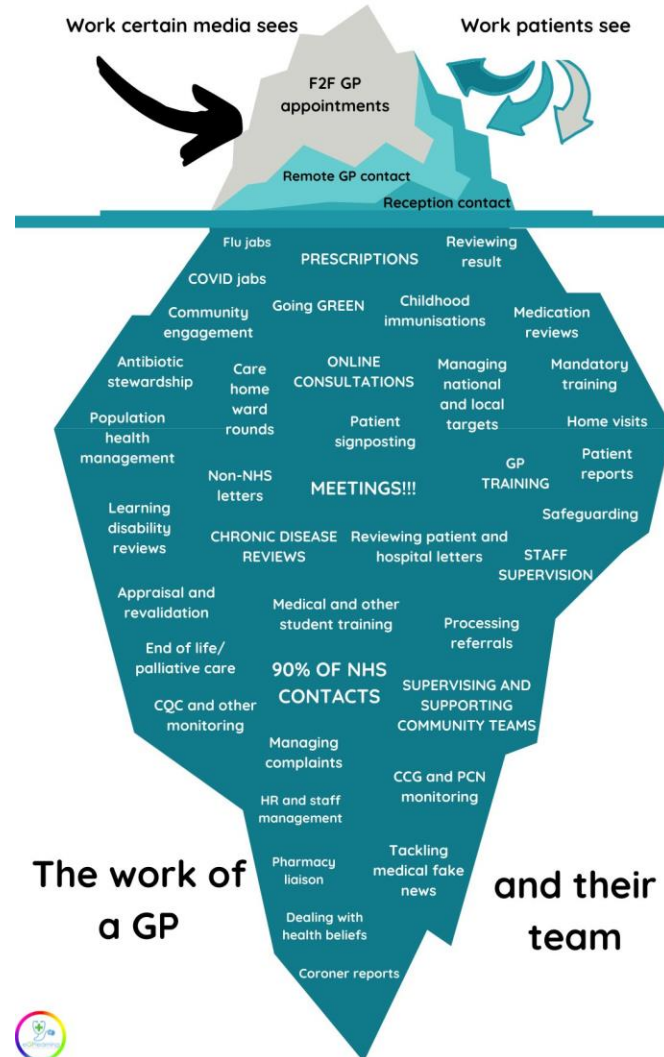 Work certain media sees
Work patients see
F2F GP
appointments
Remote GP contact
Reception contact
Flu jabs
PRESCRIPTIONS
Reviewing
result
COVID jabs
Going GREEN
Childhood
immunisations
Community
engagement
Medication
reviews
Antibiotic
stewardship
Care
home
ward
rounds
ONLINE
CONSULTATIONS
Managing
national
and local
targets
Mandatory
training
Population
health
management
Patient
signposting
Home visits
Non-NHS
letters
MEETINGS!!!
GP
TRAINING
Patient
reports
Learning
disability
reviews
Safeguarding
CHRONIC DISEASE
REVIEWS
Reviewing patient and
hospital letters
STAFF
SUPERVISION
Appraisal and
revalidation
Medical and other
student training
Processing
referrals
End of life/
palliative care
90% OF NHS
CONTACTS
SUPERVISING AND
SUPPORTING
COMMUNITY TEAMS
CQC and other
monitoring
Managing
complaints
CCG and PCN
monitoring
HR and staff
management
Pharmacy
liaison
Tackling
medical fake
news
The work of
a GP
and their
team
Dealing with
health beliefs
Coroner reports
eGPlearning